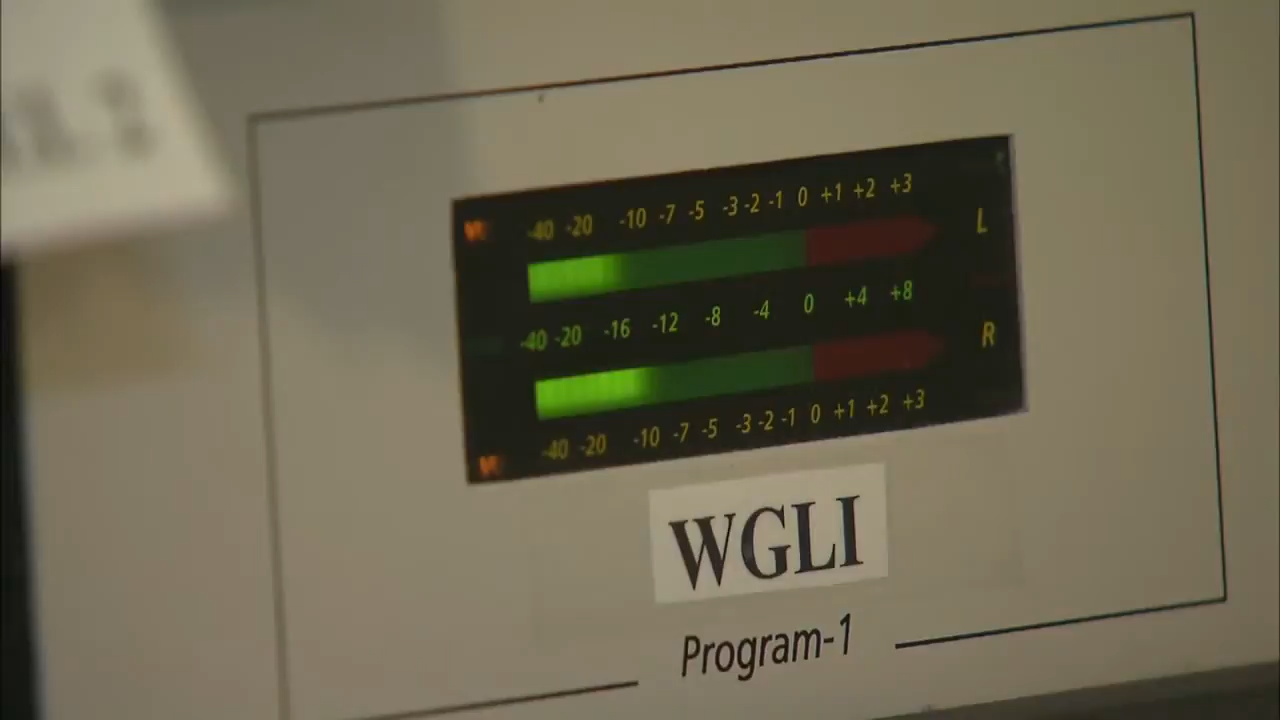 -40 -20 -10 -7 -5 -3 -2 -1 0 +1 +2 +3
L
-40 -20 -16 -12 -8 -4 0 +4 +8
R
-40 -20 -10 -7 -5 -3 -2 -1 0 +1 +2 +3
WGLI
Program-1